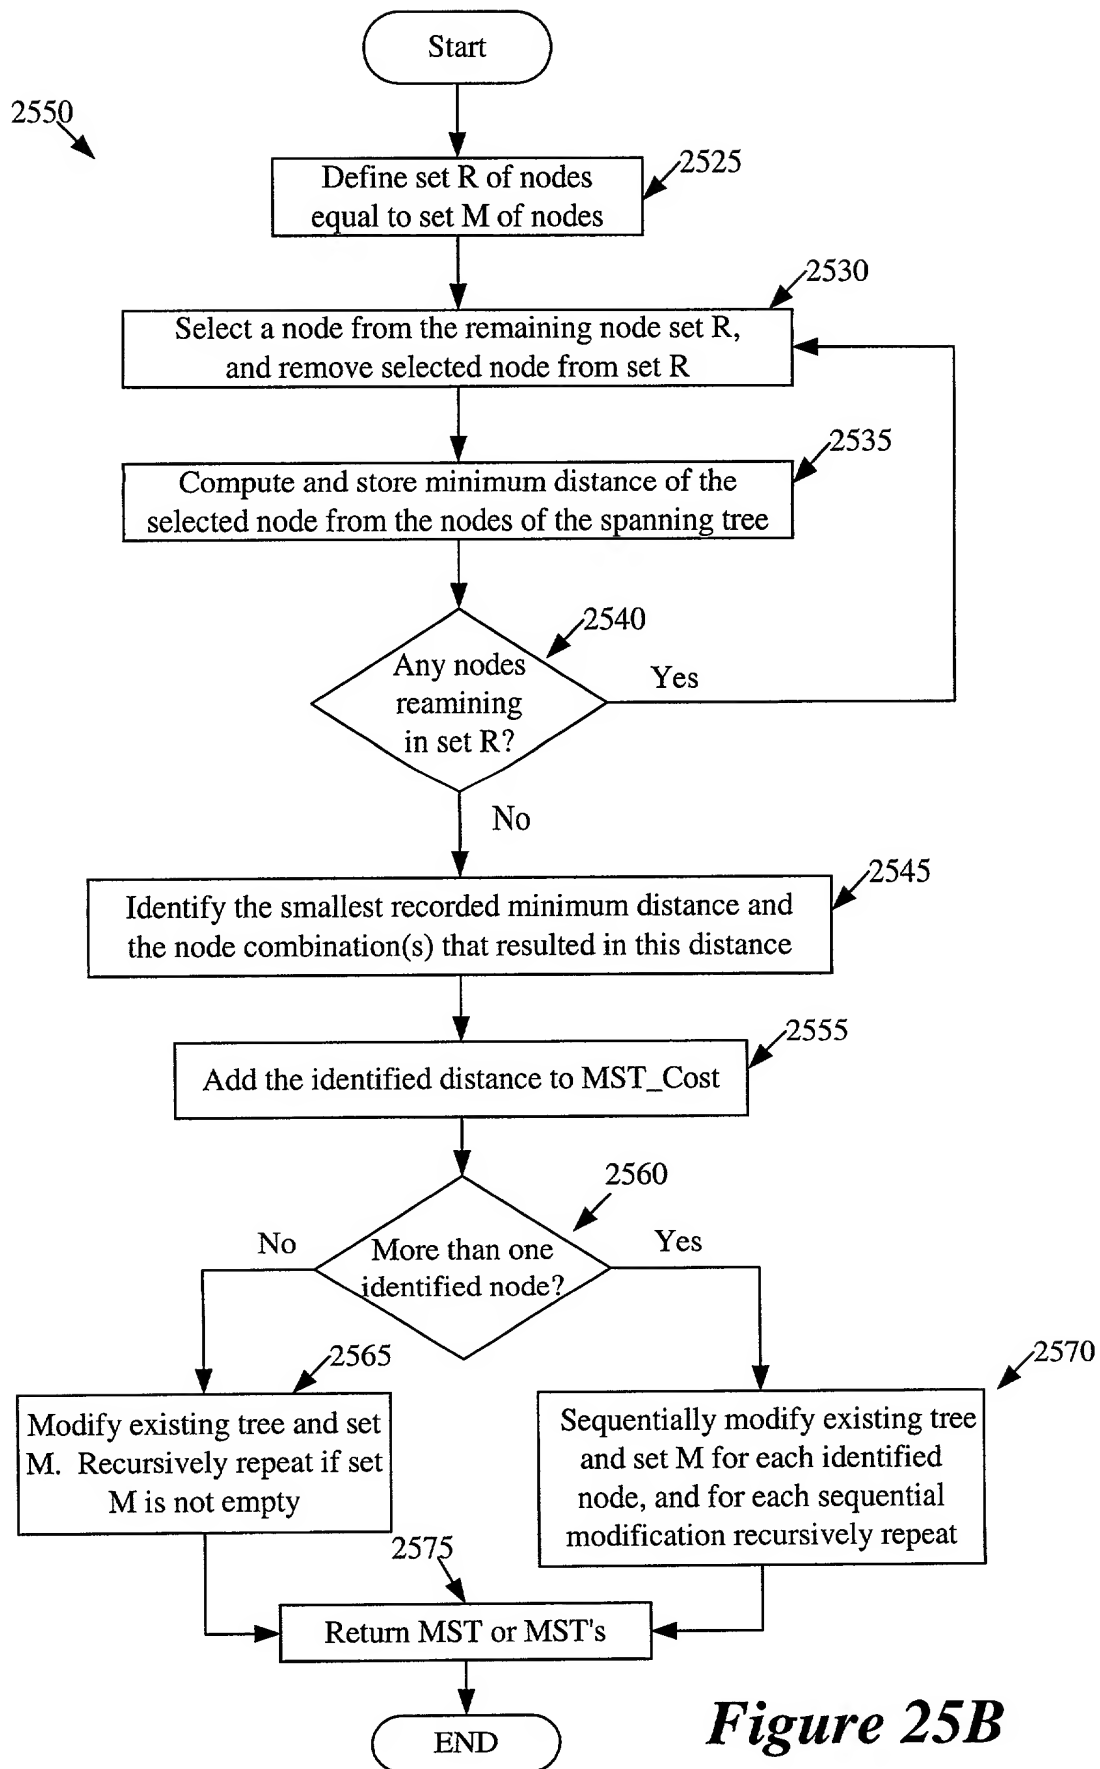 Start
2550
2525
Define set R of nodes
equal to set M of nodes
2530
Select a node from the remaining node set R,
and remove selected node from set R
2535
Compute and store minimum distance of the
selected node from the nodes of the spanning tree
2540
Any nodes
reamining
in set R?
Yes
No
2545
Identify the smallest recorded minimum distance and
the node combination(s) that resulted in this distance
2555
Add the identified distance to MST_Cost
2560
No
More than one
identified node?
Yes
2565
Modify existing tree and set
M. Recursively repeat if set
M is not empty
2570
Sequentially modify existing tree
and set M for each identified
node, and for each sequential
modification recursively repeat
2575
Return MST or MST's
END
Figure 25B